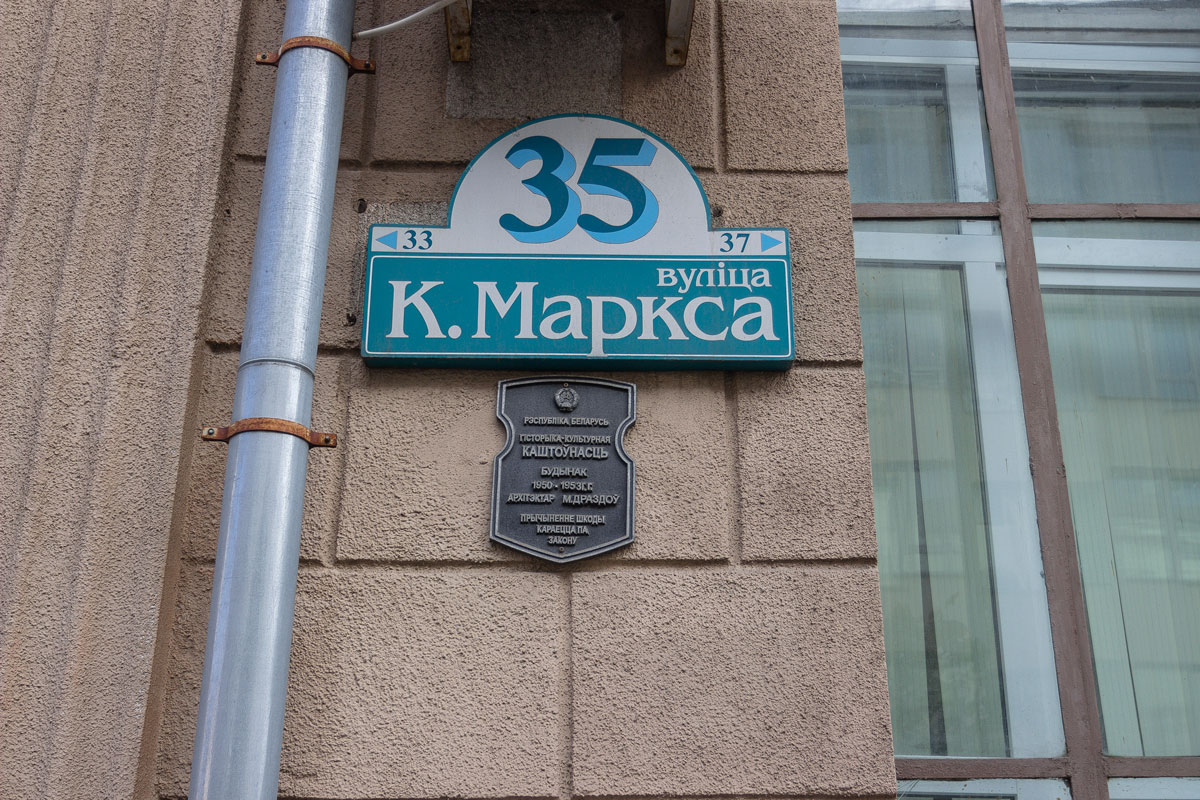 35
33
37
вуліца
К. Маркса
РЭСПУБЛІКА БЕЛАРУСЬ
ГІСТОРЫКА-КУЛЬТУРНАЯ
КАШТОЎНАСЦЬ
БУДЫНАК
1950-1953Г.Г.
АРХІТЭКТАР М.ДРАЗДОЎ
ПРЫЧЫНЕННЕ ШКОДЫ
КАРАЕЦЦА ПА
ЗАКОНУ